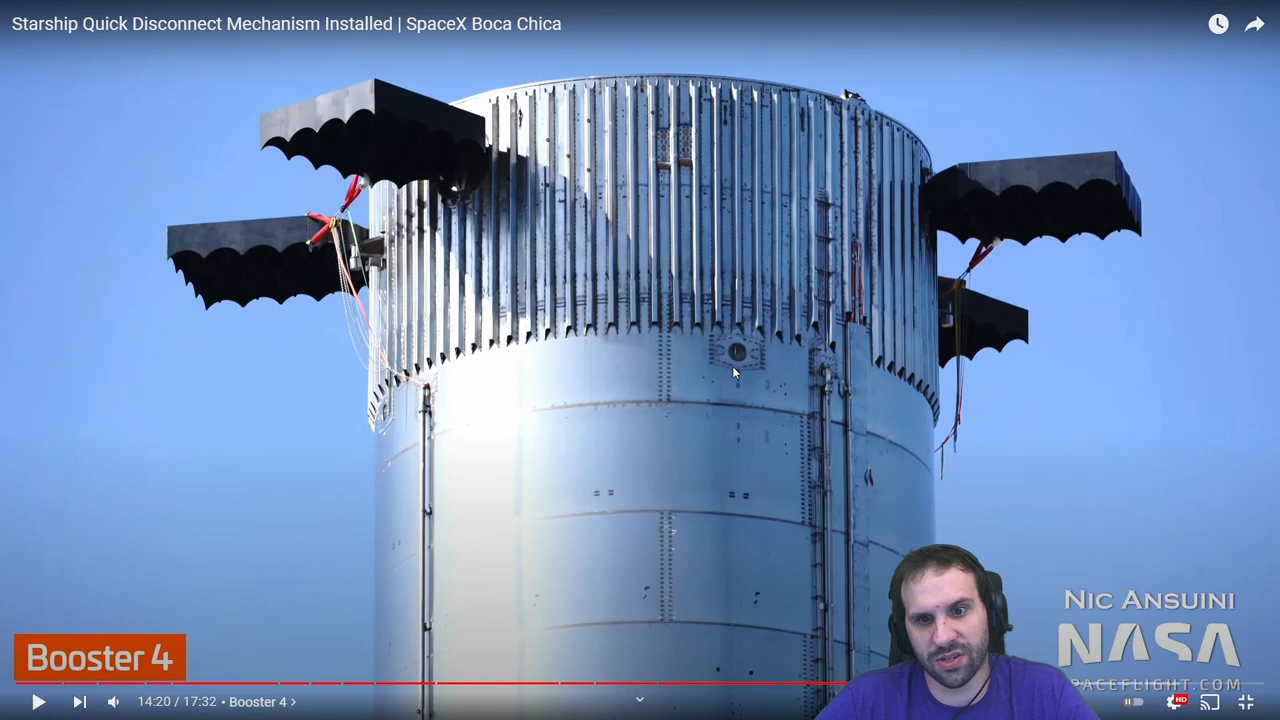 Starship Quick Disconnect Mechanism Installed | SpaceX Boca Chica
NIC ANSUINI
NASA
SPACEFLIGHT.COM
Booster 4
14:20 / 17:32 • Booster 4 >
HD